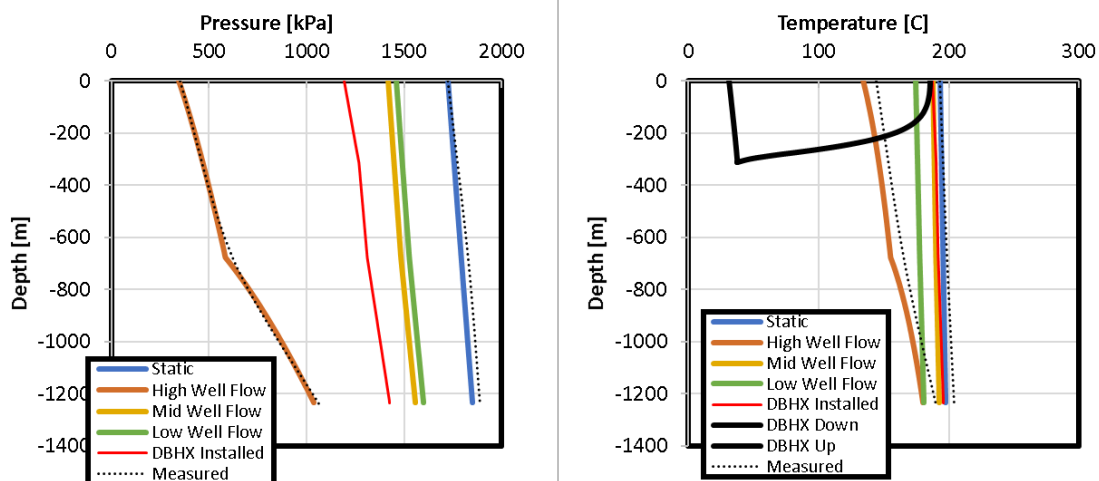 Pressure [kPa]
0 500 1000 1500 2000
0
-200
-400
-600
-800
-1000
-1200
-1400
Depth [m]
Static
High Well Flow
Mid Well Flow
Low Well Flow
DBHX Installed
Measured
Temperature [C]
0 100 200 300
0
-200
-400
-600
-800
-1000
-1200
-1400
Depth [m]
Static
High Well Flow
Mid Well Flow
Low Well Flow
DBHX Installed
DBHX Down
DBHX Up
Measured